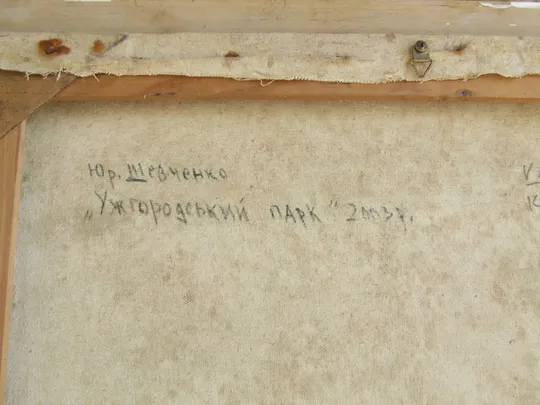 Юр. Шевченко
„Ужгородський парк" 2003 р.